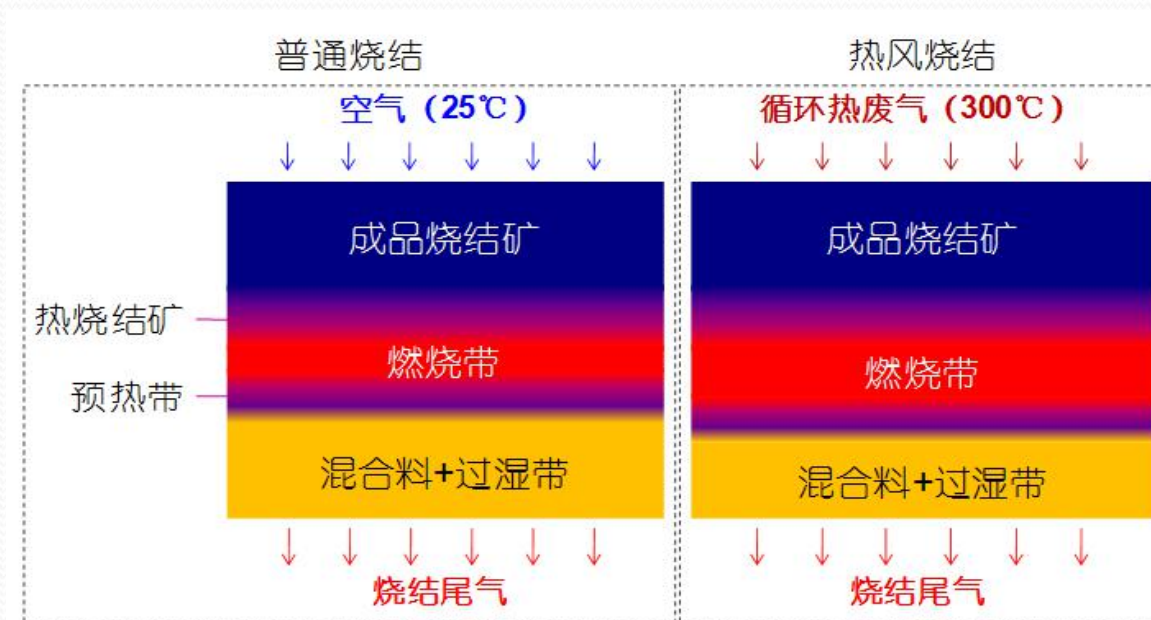 普通烧结
热风烧结
空气（25℃）
循环热废气（300℃）
成品烧结矿
成品烧结矿
热烧结矿
燃烧带
燃烧带
预热带
混合料+过湿带
混合料+过湿带
烧结尾气
烧结尾气